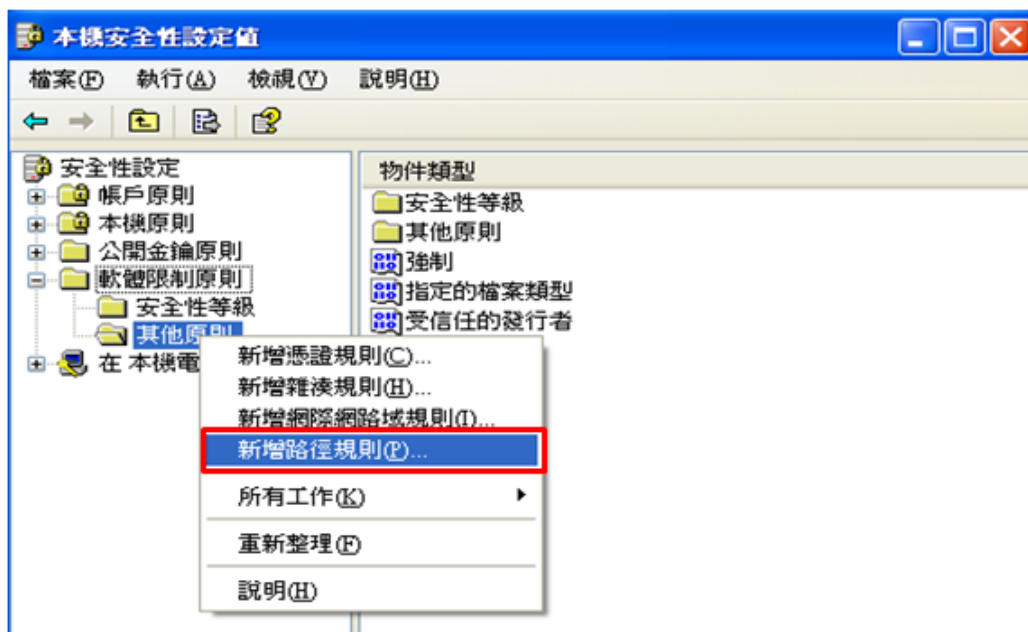 本機安全性設定值
檔案(F) 執行(A) 檢視(V) 說明(H)
安全性設定
帳戶原則
本機原則
公開金鑰原則
軟體限制原則
安全性等級
其他原則
在 本機電
物件類型
安全性等級
其他原則
強制
指定的檔案類型
受信任的發行者
新增憑證規則(C)...
新增雜湊規則(H)...
新增網際網路域規則(I)...
新增路徑規則(P)...
所有工作(K)
重新整理(F)
說明(H)